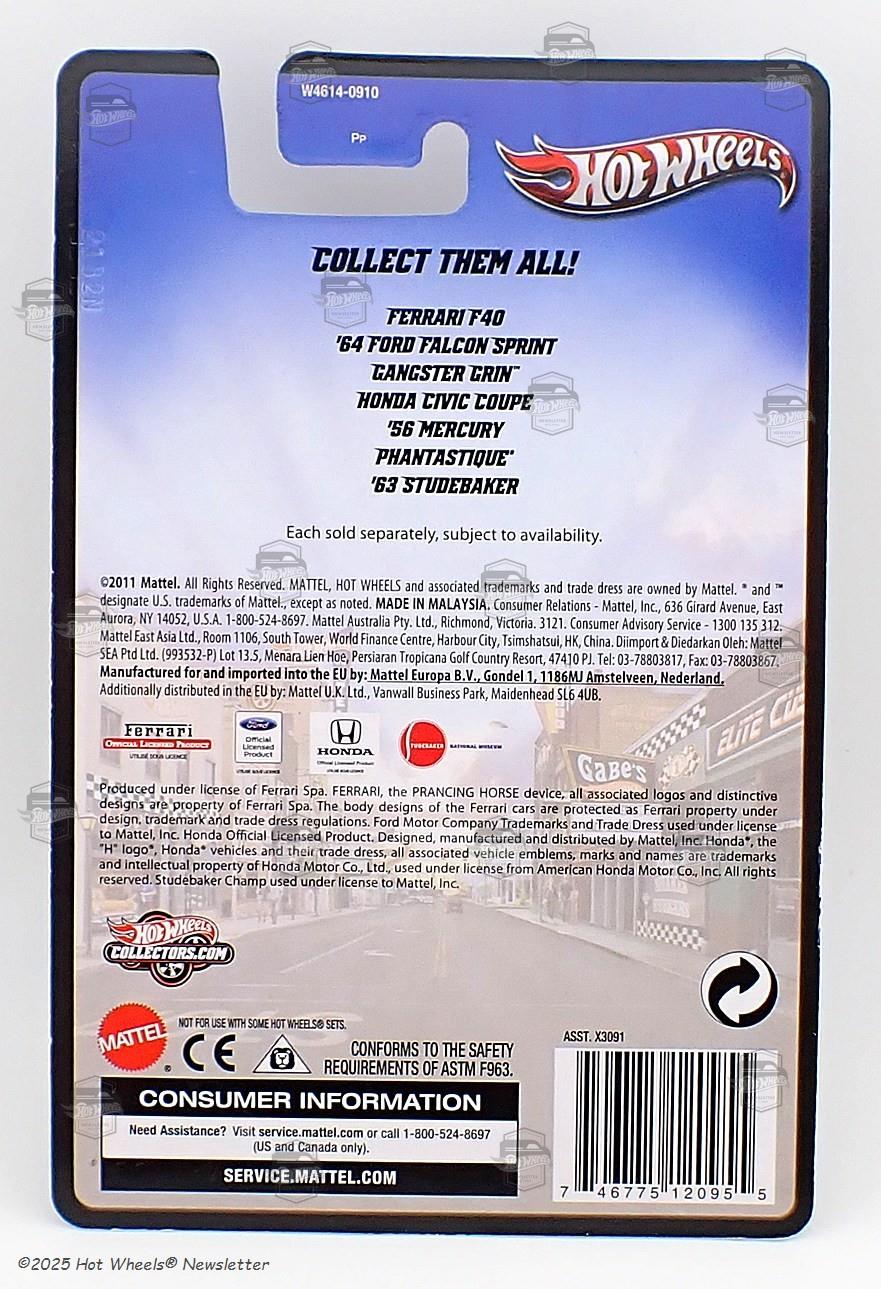 W4614-0910
PP
HOT WHEELS
COLLECT THEM ALL!
FERRARI F40
'64 FORD FALCON SPRINT
GANGSTER GRIN™
HONDA CIVIC COUPE
'56 MERCURY
PHANTASTIQUE®
'63 STUDEBAKER
Each sold separately, subject to availability.
©2011 Mattel. All Rights Reserved. MATTEL, HOT WHEELS and associated trademarks and trade dress are owned by Mattel. ® and ™
designate U.S. trademarks of Mattel., except as noted. MADE IN MALAYSIA. Consumer Relations - Mattel, Inc., 636 Girard Avenue, East
Aurora, NY 14052, U.S.A. 1-800-524-8697. Mattel Australia Pty. Ltd., Richmond, Victoria. 3121. Consumer Advisory Service - 1300 135 312.
Mattel East Asia Ltd., Room 1106, South Tower, World Finance Centre, Harbour City, Tsimshatsui, HK, China. Diimport & Diedarkan Oleh: Mattel
SEA Ptd Ltd. (993532-P) Lot 13.5, Menara Lien Hoe, Persiaran Tropicana Golf Country Resort, 47410 PJ. Tel: 03-78803817, Fax: 03-78803867.
Manufactured for and imported into the EU by: Mattel Europa B.V., Gondel 1, 1186MJ Amstelveen, Nederland.
Additionally distributed in the EU by: Mattel U.K. Ltd., Vanwall Business Park, Maidenhead SL6 4UB.
Ferrari
OFFICIAL LICENSED PRODUCT
UTILISÉ SOUS LICENCE
Ford
Official
Licensed
Product
UTILISÉ SOUS LICENCE
HONDA
Official Licensed Product
UTILISÉ SOUS LICENCE
STUDEBAKER NATIONAL MUSEUM
GABE'S
ELITE CU
Produced under license of Ferrari Spa. FERRARI, the PRANCING HORSE device, all associated logos and distinctive
designs are property of Ferrari Spa. The body designs of the Ferrari cars are protected as Ferrari property under
design, trademark and trade dress regulations. Ford Motor Company Trademarks and Trade Dress used under license
to Mattel, Inc. Honda Official Licensed Product. Designed, manufactured and distributed by Mattel, Inc. Honda®, the
"H" logo®, Honda® vehicles and their trade dress, all associated vehicle emblems, marks and names are trademarks
and intellectual property of Honda Motor Co., Ltd., used under license from American Honda Motor Co., Inc. All rights
reserved. Studebaker Champ used under license to Mattel, Inc.
HOT WHEELS
COLLECTORS.COM
MATTEL
NOT FOR USE WITH SOME HOT WHEELS® SETS.
CE
CONFORMS TO THE SAFETY
REQUIREMENTS OF ASTM F963.
ASST. X3091
CONSUMER INFORMATION
Need Assistance? Visit service.mattel.com or call 1-800-524-8697
(US and Canada only).
SERVICE.MATTEL.COM
7 46775 12095 5
©2025 Hot Wheels® Newsletter